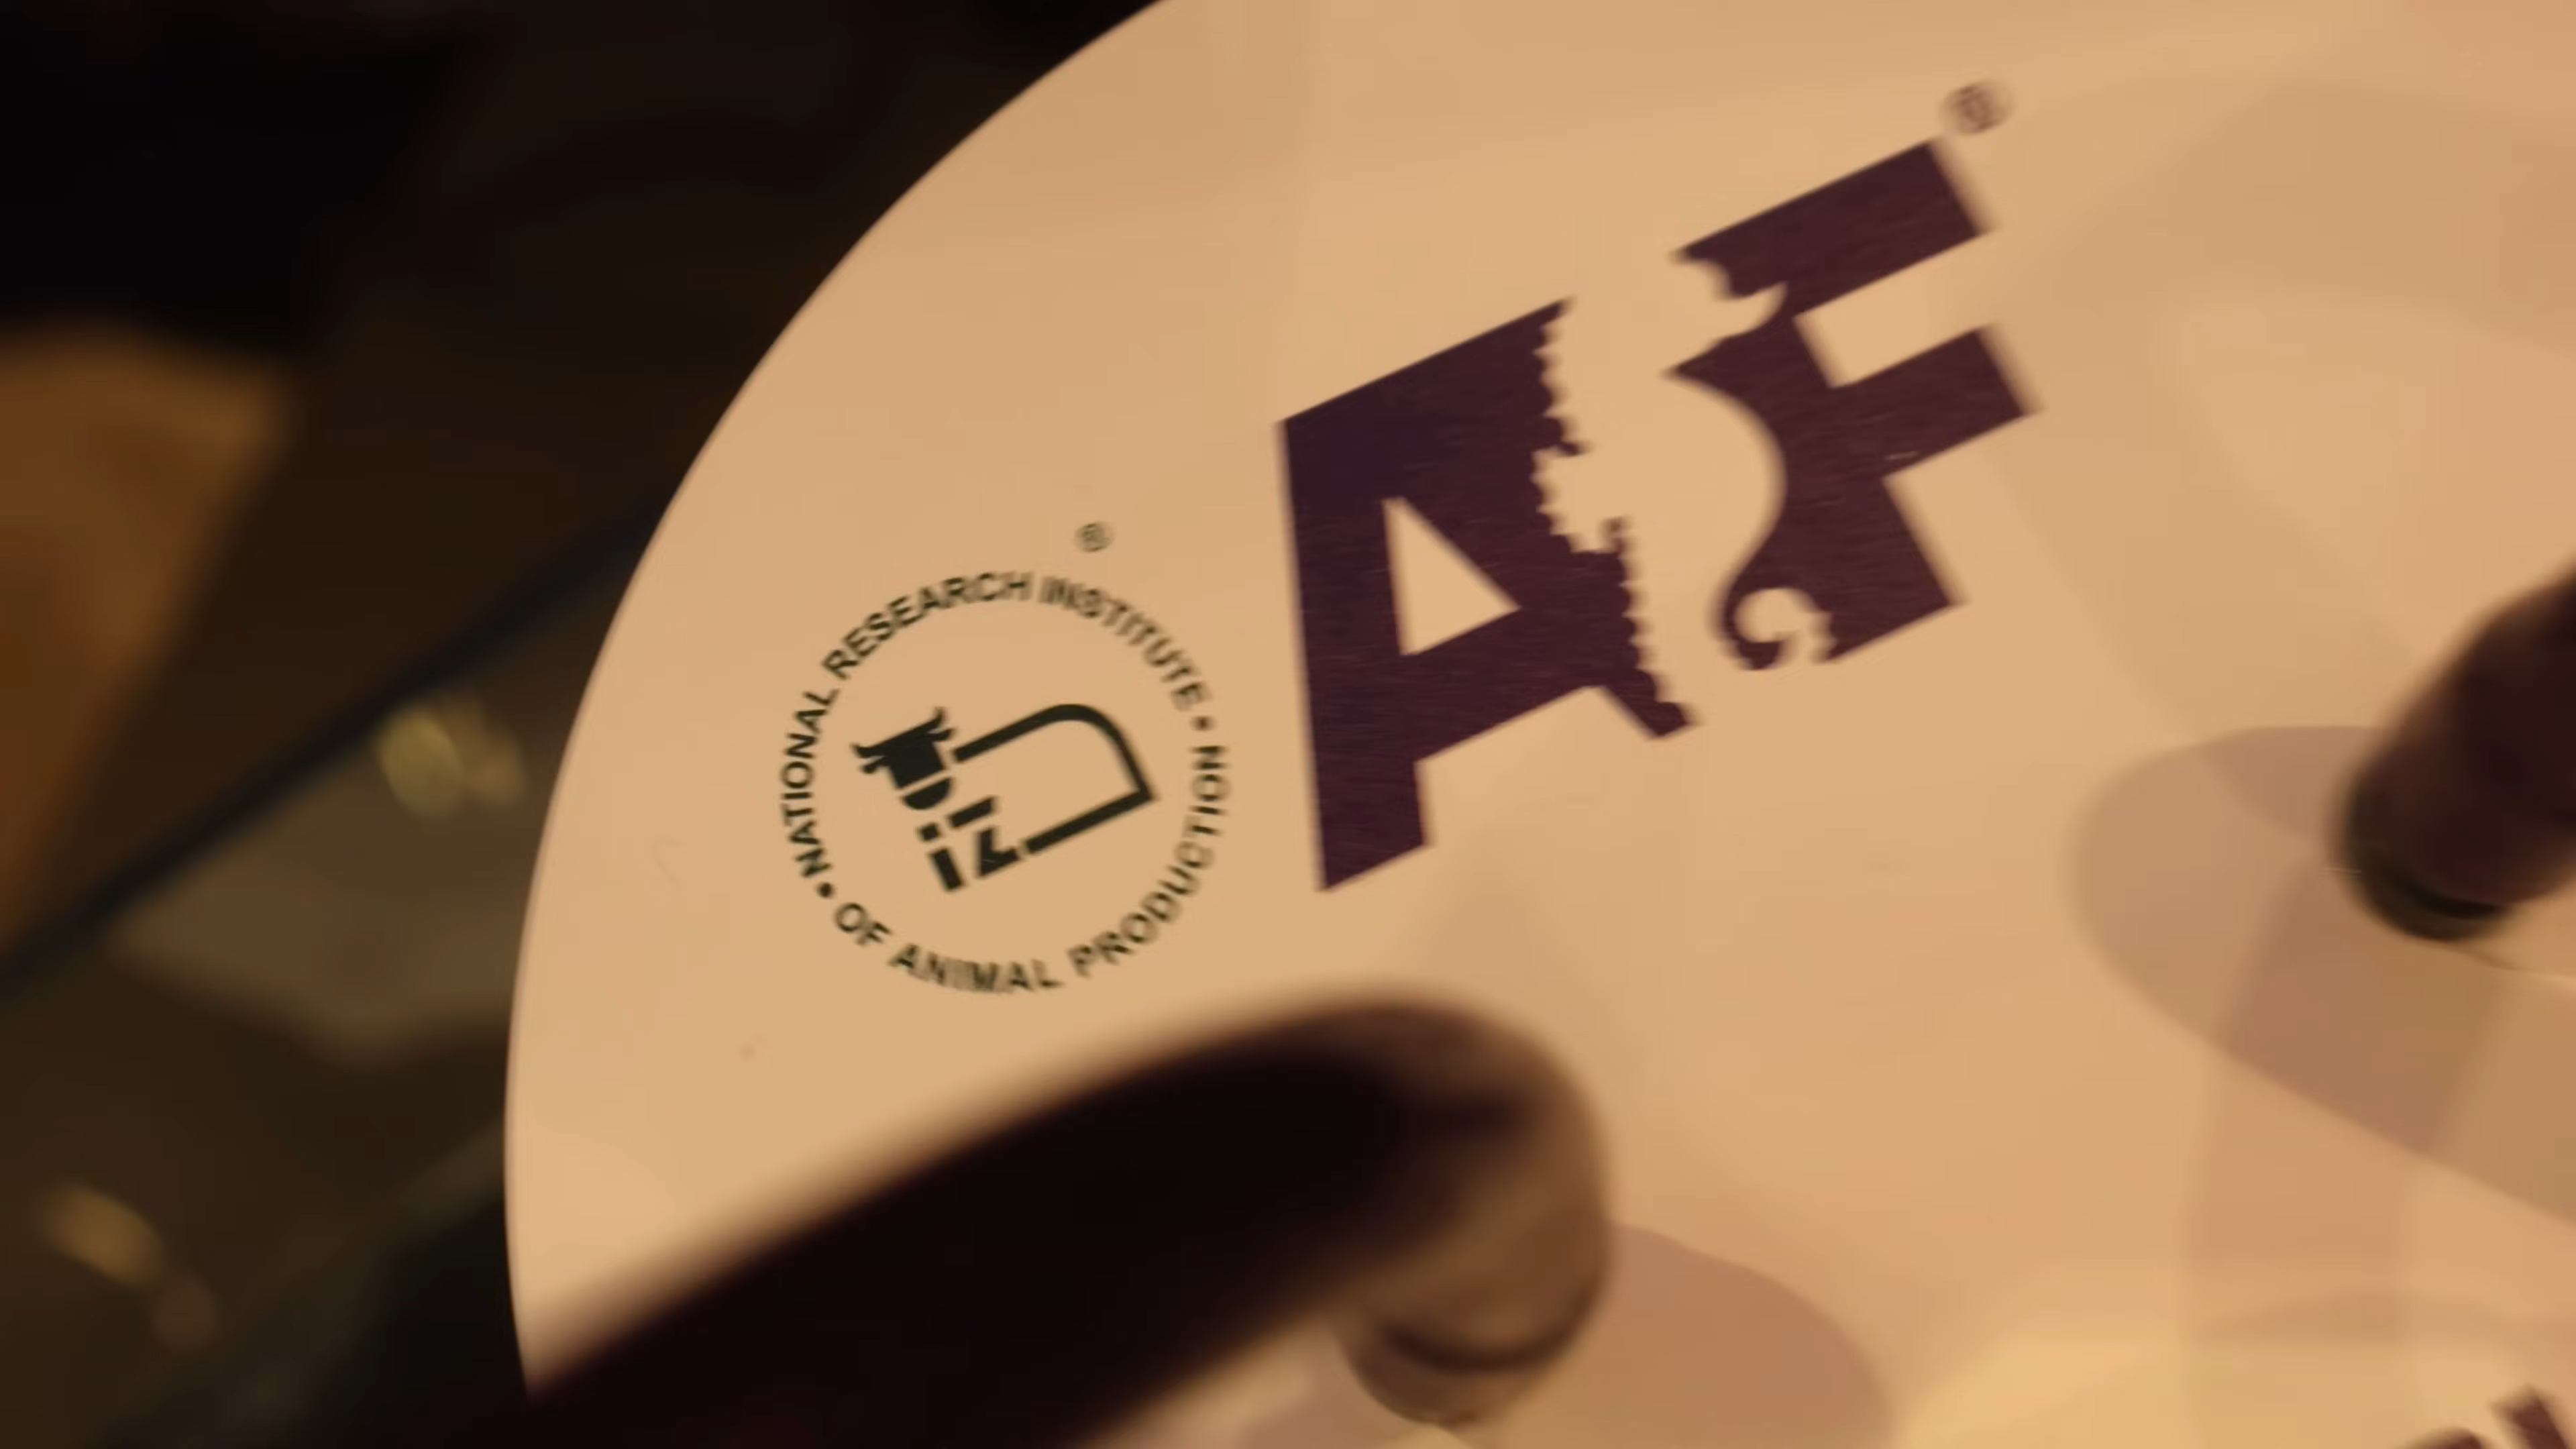 AF®
®
NATIONAL RESEARCH INSTITUTE •
OF ANIMAL PRODUCTION •
iZ